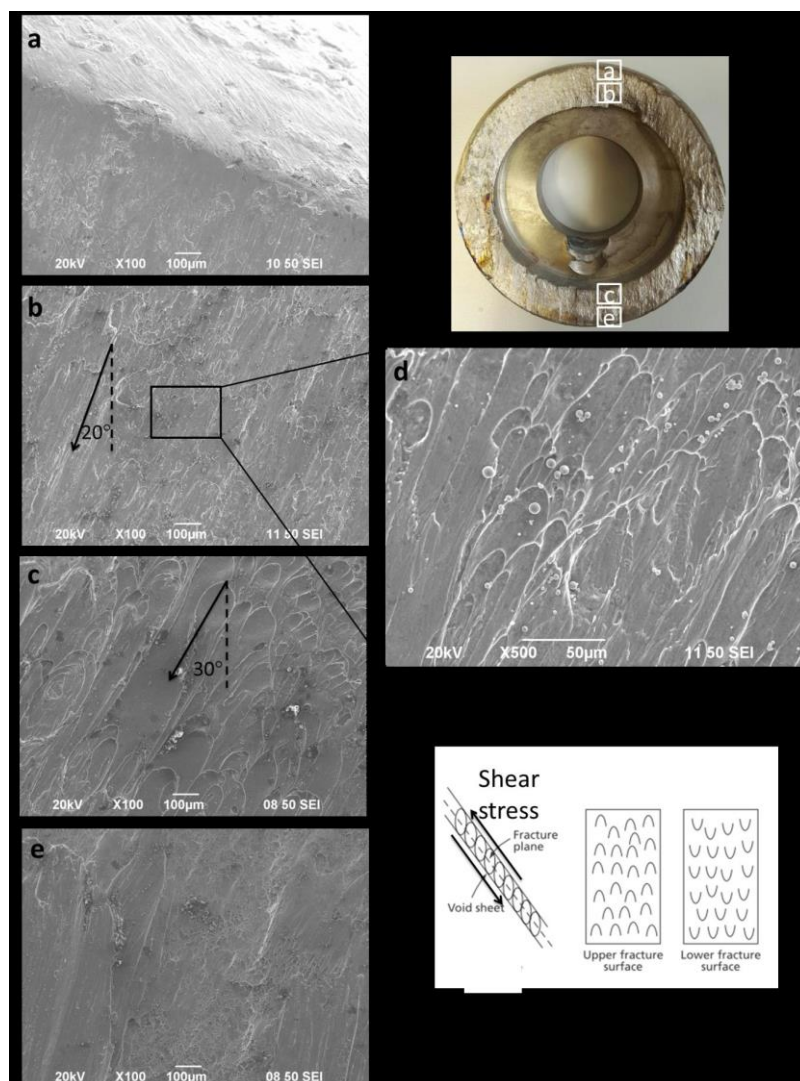 a
20kV X100 100µm 10 50 SEI
a
b
c
e
b
20°
20kV X100 100µm 11 50 SEI
c
30°
20kV X100 100µm 08 50 SEI
d
20kV X500 50µm 11 50 SEI
e
20kV X100 100µm 08 50 SEI
Shear
stress
Fracture
plane
Void sheet
Upper fracture
surface
Lower fracture
surface